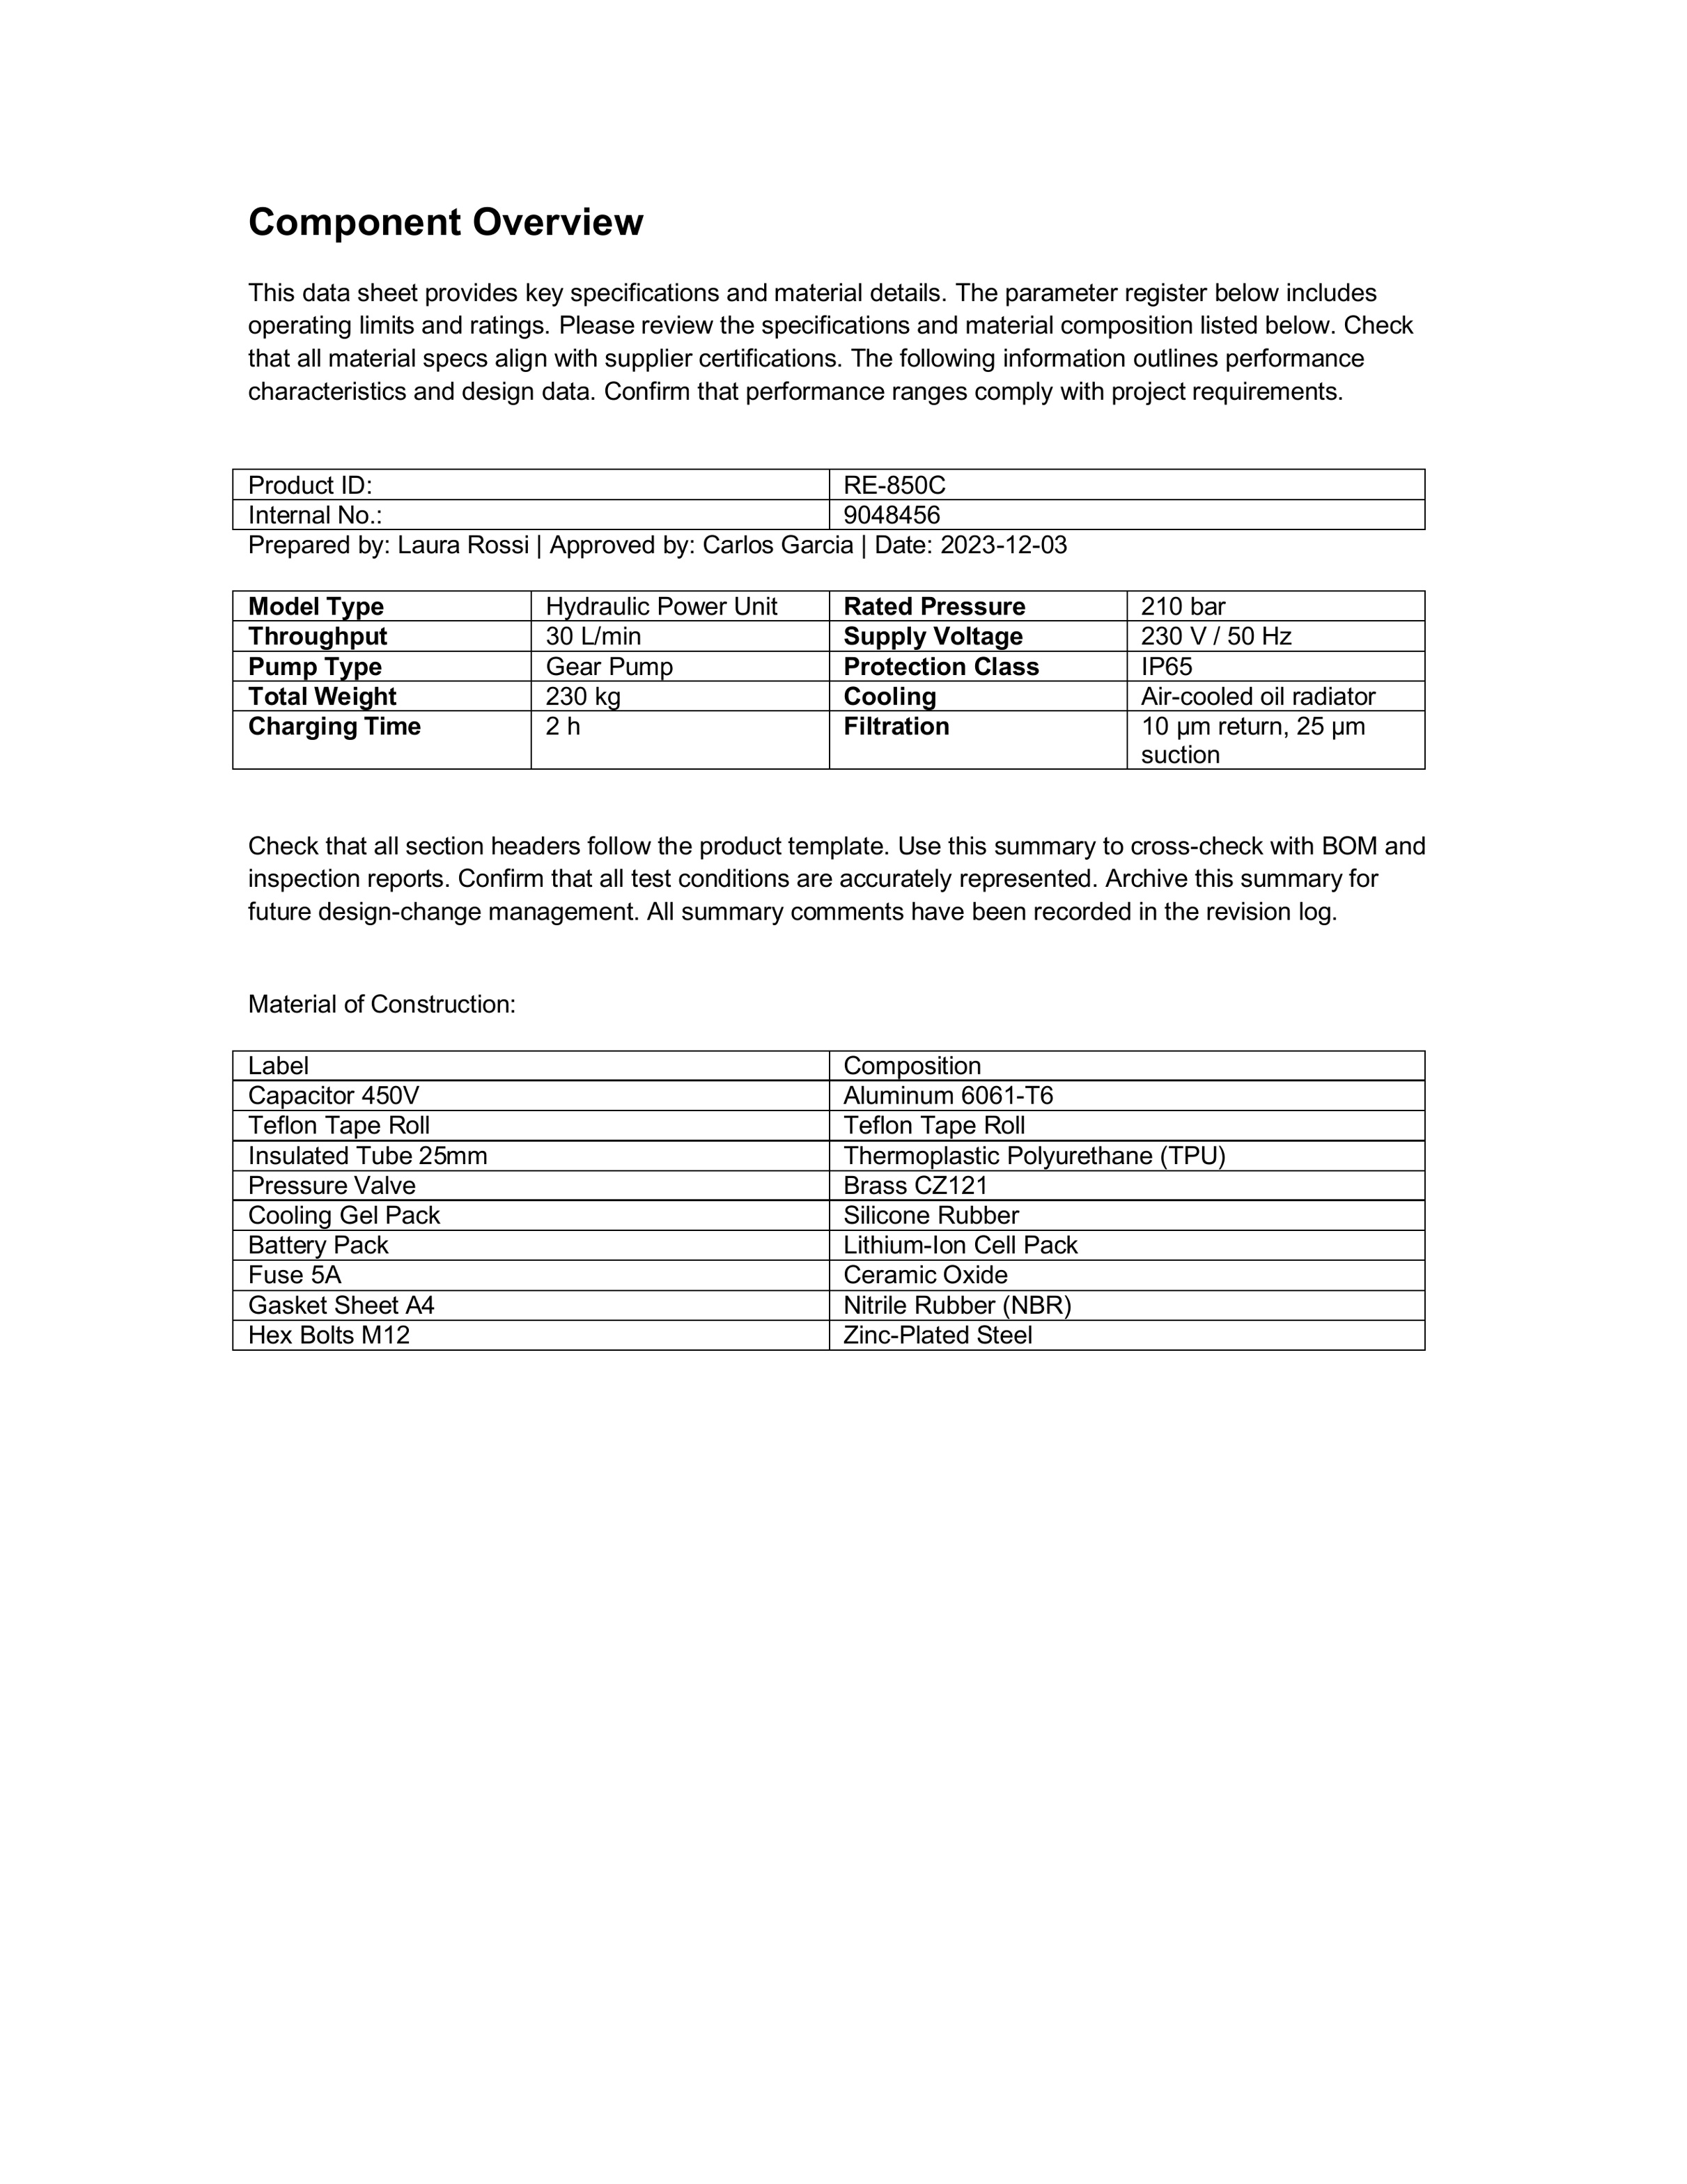 Component Overview
This data sheet provides key specifications and material details. The parameter register below includes
operating limits and ratings. Please review the specifications and material composition listed below. Check
that all material specs align with supplier certifications. The following information outlines performance
characteristics and design data. Confirm that performance ranges comply with project requirements.
Product ID: RE-850C
Internal No.: 9048456
Prepared by: Laura Rossi | Approved by: Carlos Garcia | Date: 2023-12-03
Model Type Hydraulic Power Unit Rated Pressure 210 bar
Throughput 30 L/min Supply Voltage 230 V / 50 Hz
Pump Type Gear Pump Protection Class IP65
Total Weight 230 kg Cooling Air-cooled oil radiator
Charging Time 2 h Filtration 10 µm return, 25 µm
suction
Check that all section headers follow the product template. Use this summary to cross-check with BOM and
inspection reports. Confirm that all test conditions are accurately represented. Archive this summary for
future design-change management. All summary comments have been recorded in the revision log.
Material of Construction:
Label Composition
Capacitor 450V Aluminum 6061-T6
Teflon Tape Roll Teflon Tape Roll
Insulated Tube 25mm Thermoplastic Polyurethane (TPU)
Pressure Valve Brass CZ121
Cooling Gel Pack Silicone Rubber
Battery Pack Lithium-Ion Cell Pack
Fuse 5A Ceramic Oxide
Gasket Sheet A4 Nitrile Rubber (NBR)
Hex Bolts M12 Zinc-Plated Steel